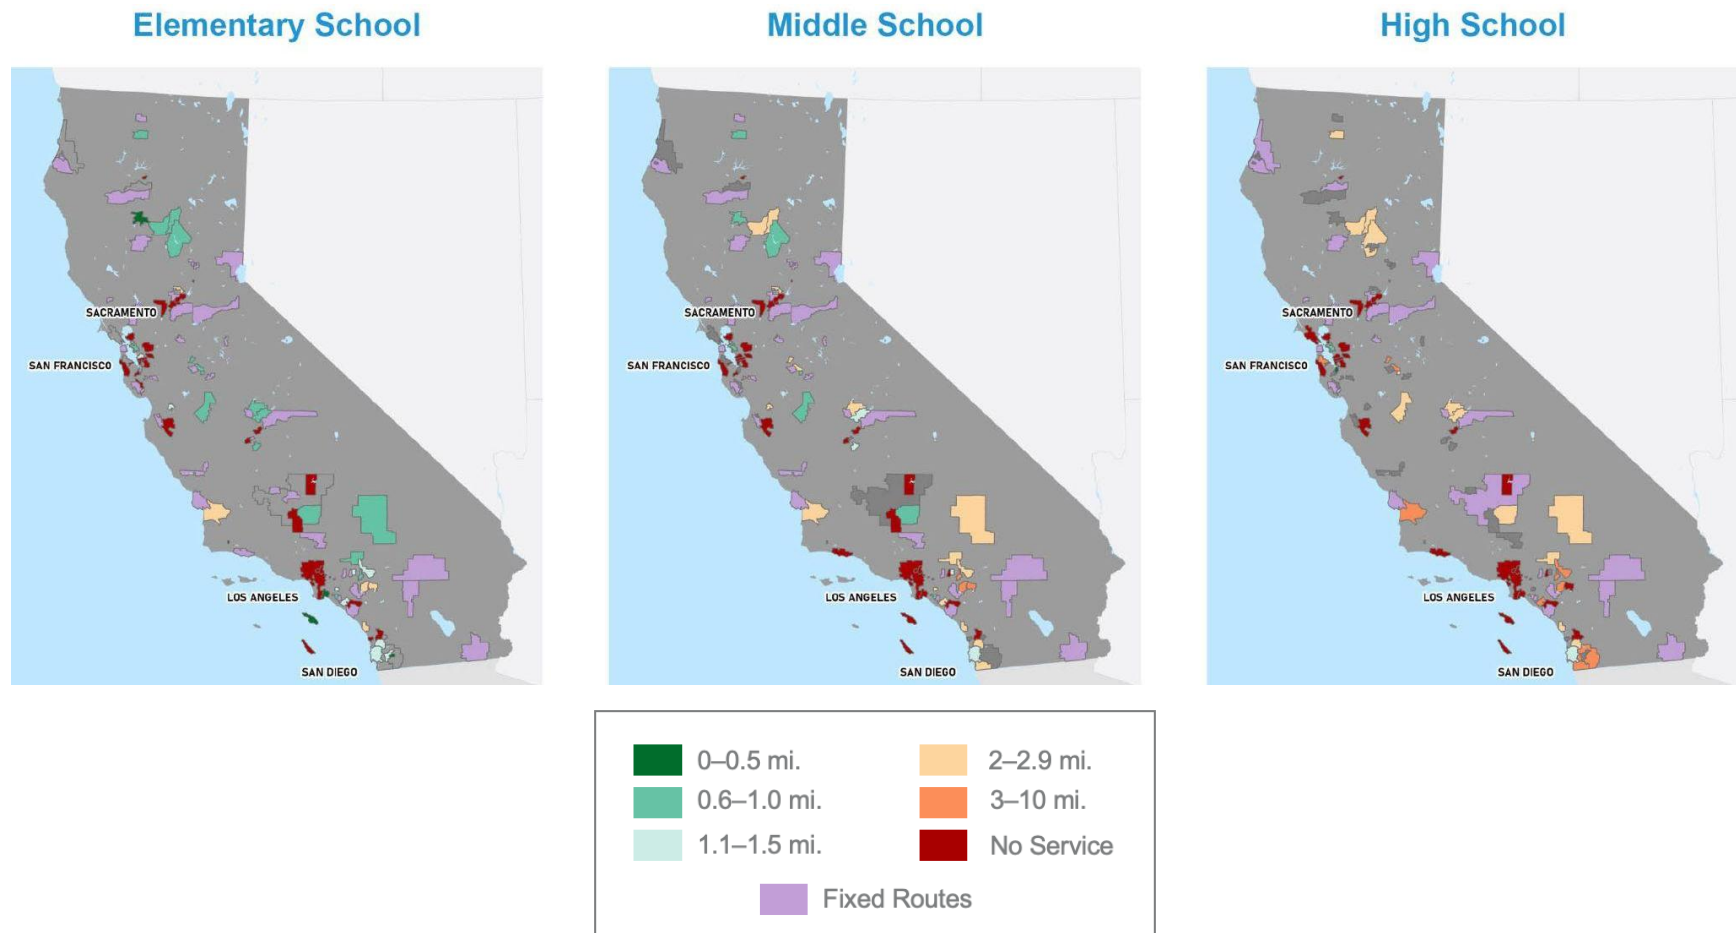 Elementary School
Middle School
High School
SACRAMENTO
SAN FRANCISCO
LOS ANGELES
SAN DIEGO
SACRAMENTO
SAN FRANCISCO
LOS ANGELES
SAN DIEGO
SACRAMENTO
SAN FRANCISCO
LOS ANGELES
SAN DIEGO
0–0.5 mi.
0.6–1.0 mi.
1.1–1.5 mi.
2–2.9 mi.
3–10 mi.
No Service
Fixed Routes